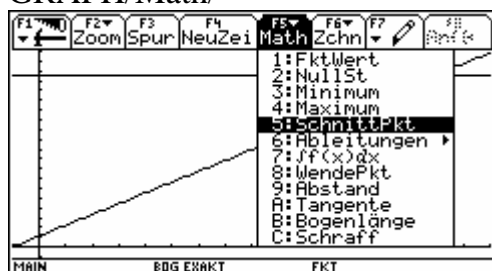 GRAPH/Math/
F1 F2 Zoom F3 Spur F4 NeuZei F5 Math F6 Zchn F7
1:FktWert
2:NullSt
3:Minimum
4:Maximum
5:SchnittPkt
6:Ableitungen
7:∫f(x)dx
8:WendePkt
9:Abstand
A:Tangente
B:Bogenlänge
C:Schraff
MAIN BOG EXAKT FKT